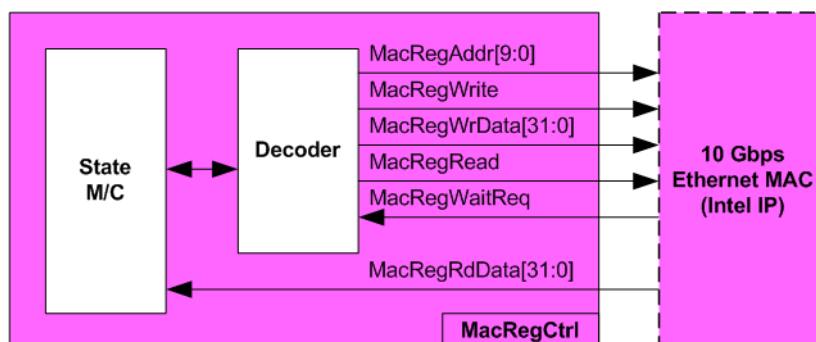 State
M/C
Decoder
MacRegAddr[9:0]
MacRegWrite
MacRegWrData[31:0]
MacRegRead
MacRegWaitReq
MacRegRdData[31:0]
MacRegCtrl
10 Gbps
Ethernet MAC
(Intel IP)